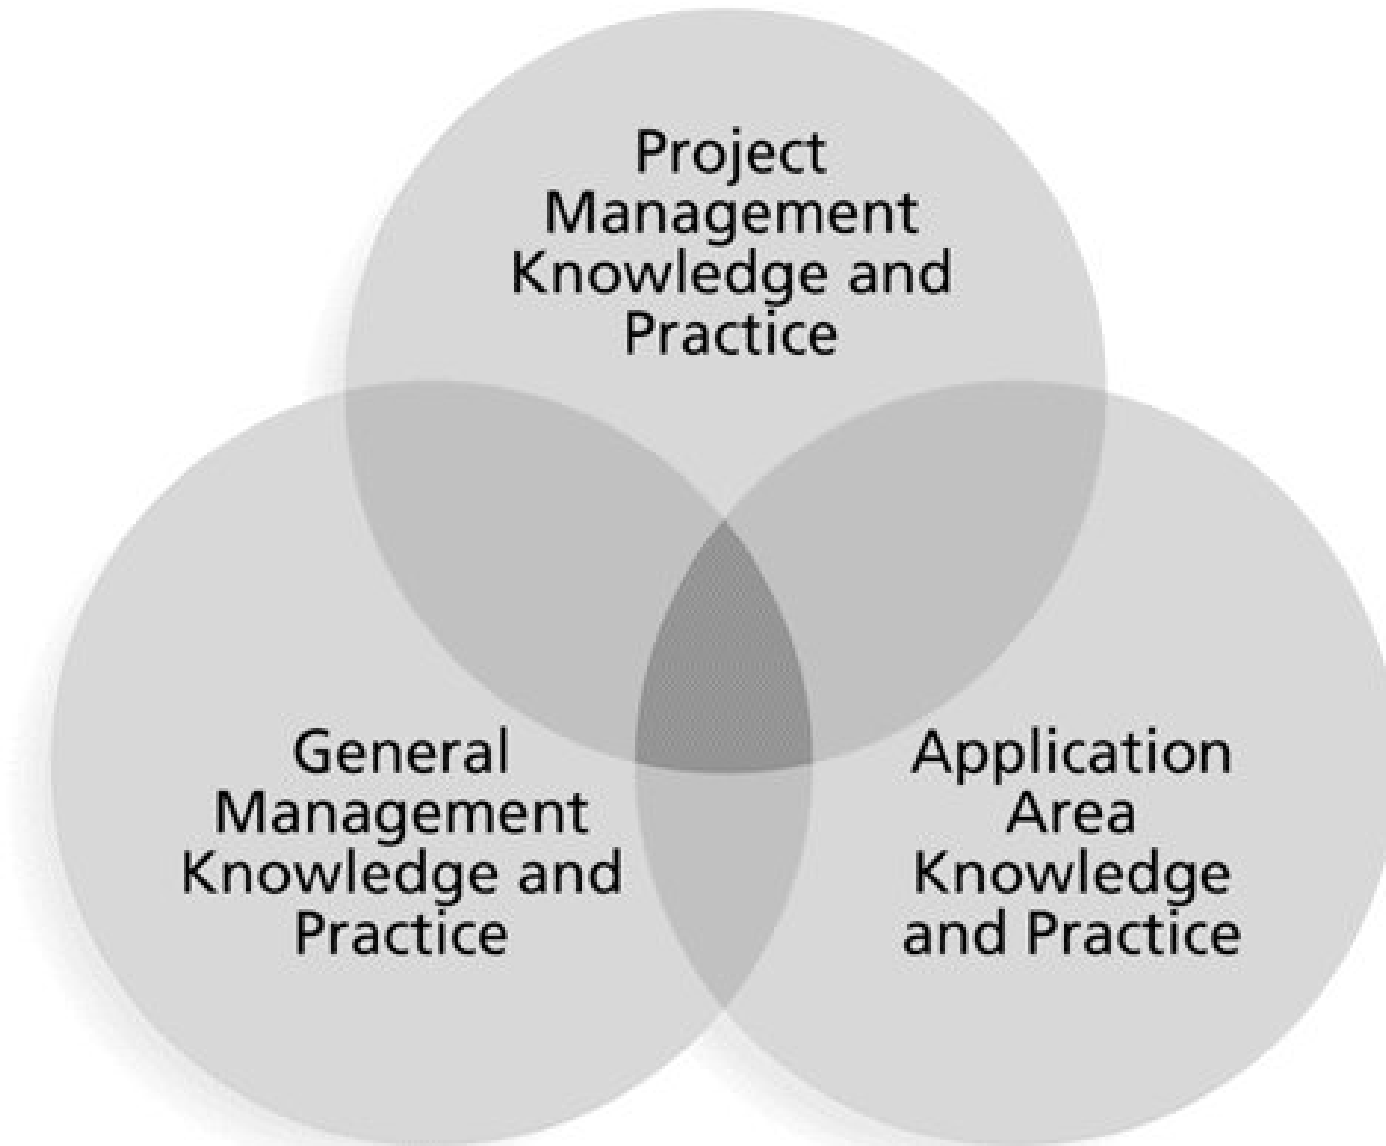 Project
Management
Knowledge and
Practice
General
Management
Knowledge and
Practice
Application
Area
Knowledge
and Practice